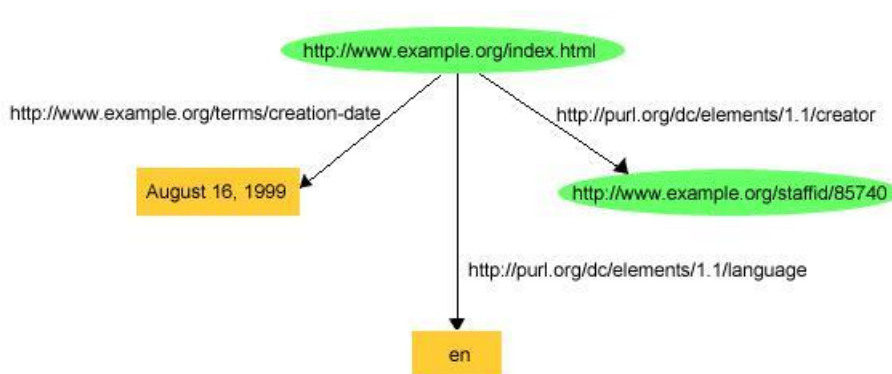 http://www.example.org/index.html
http://www.example.org/terms/creation-date
http://purl.org/dc/elements/1.1/creator
August 16, 1999
http://www.example.org/staffid/85740
http://purl.org/dc/elements/1.1/language
en